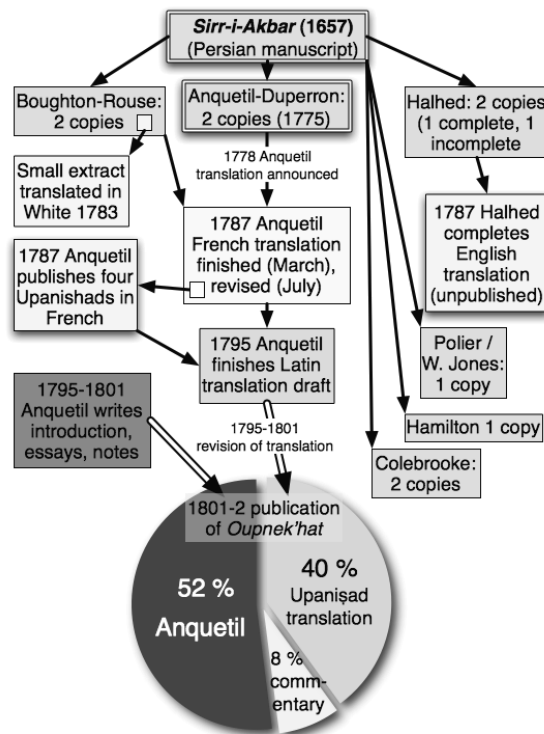 Sirr-i-Akbar (1657)
(Persian manuscript)
Boughton-Rouse:
2 copies
Anquetil-Duperron:
2 copies (1775)
Halhed: 2 copies
(1 complete, 1
incomplete
1778 Anquetil
translation announced
Small extract
translated in
White 1783
1787 Anquetil
French translation
finished (March),
revised (July)
1787 Halhed
completes
English
translation
(unpublished)
1787 Anquetil
publishes four
Upanishads in
French
1795 Anquetil
finishes Latin
translation draft
Polier /
W. Jones:
1 copy
1795-1801
Anquetil writes
introduction,
essays, notes
1795-1801
revision of translation
Hamilton 1 copy
Colebrooke:
2 copies
1801-2 publication
of Oupnek'hat
52 %
Anquetil
40 %
Upaniṣad
translation
8 %
comm-
entary